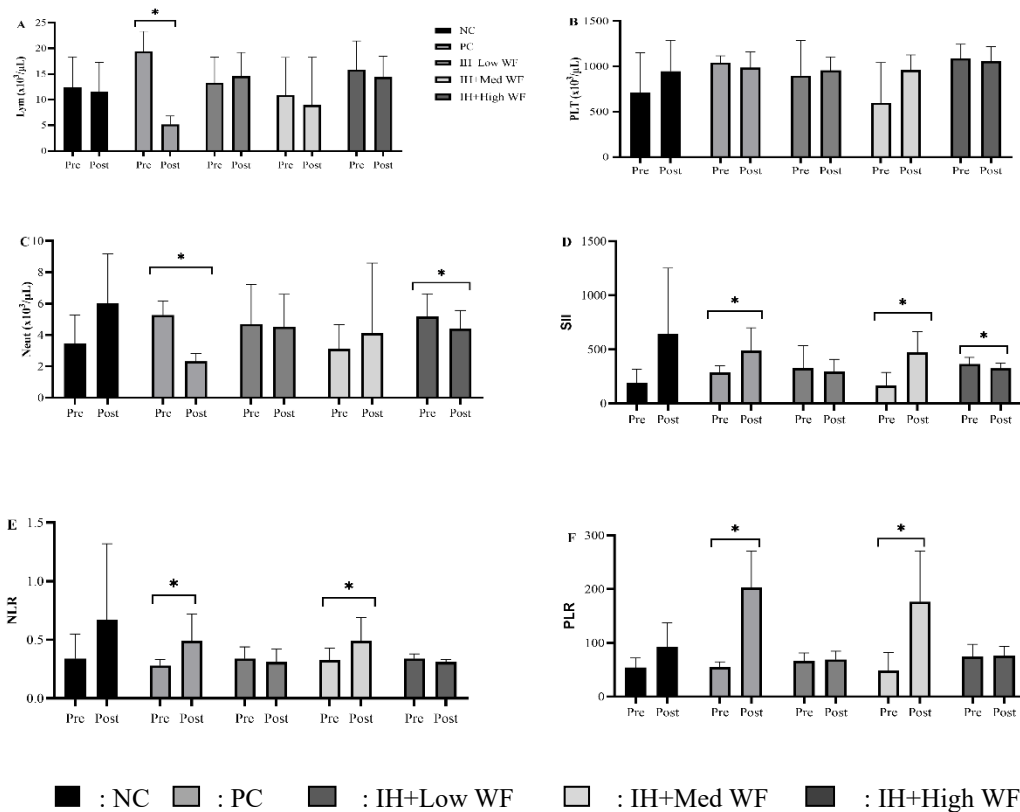 A
Lym (x10³/µL)
25
20
15
10
5
0
*
Pre Post Pre Post Pre Post Pre Post Pre Post
NC
PC
IH+Low WF
IH+Med WF
IH+High WF
B
PLT (x10³/µL)
1500
1000
500
0
Pre Post Pre Post Pre Post Pre Post Pre Post
C
Neut (x10³/µL)
10
8
6
4
2
0
* *
Pre Post Pre Post Pre Post Pre Post Pre Post
D
SII
1500
1000
500
0
* * *
Pre Post Pre Post Pre Post Pre Post Pre Post
E
NLR
1.5
1.0
0.5
0.0
* *
Pre Post Pre Post Pre Post Pre Post Pre Post
F
PLR
300
200
100
0
* *
Pre Post Pre Post Pre Post Pre Post Pre Post
: NC : PC : IH+Low WF : IH+Med WF : IH+High WF